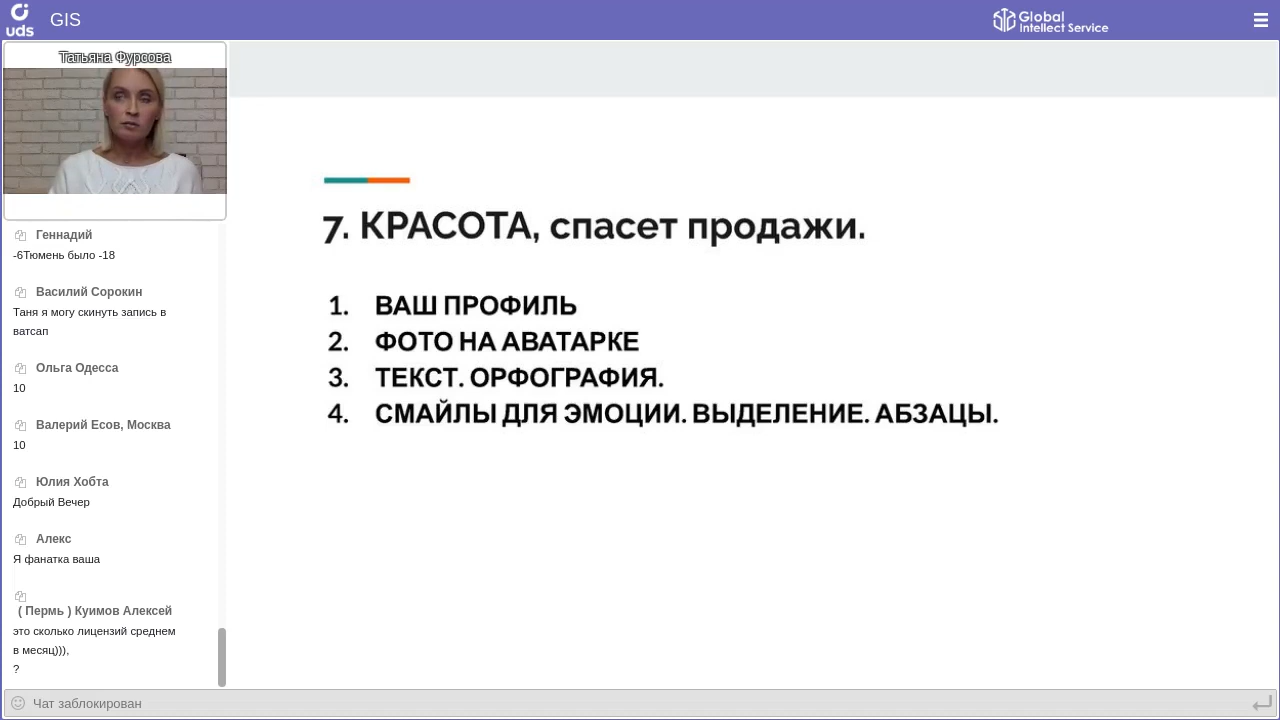 uds
GIS
Global
Intellect Service
Татьяна Фурсова
Геннадий
-6Тюмень было -18
Василий Сорокин
Таня я могу скинуть запись в
ватсап
Ольга Одесса
10
Валерий Есов, Москва
10
Юлия Хобта
Добрый Вечер
Алекс
Я фанатка ваша
( Пермь ) Куимов Алексей
это сколько лицензий среднем
в месяц))),
?
Чат заблокирован
7. КРАСОТА, спасет продажи.
1. ВАШ ПРОФИЛЬ
2. ФОТО НА АВАТАРКЕ
3. ТЕКСТ. ОРФОГРАФИЯ.
4. СМАЙЛЫ ДЛЯ ЭМОЦИИ. ВЫДЕЛЕНИЕ. АБЗАЦЫ.